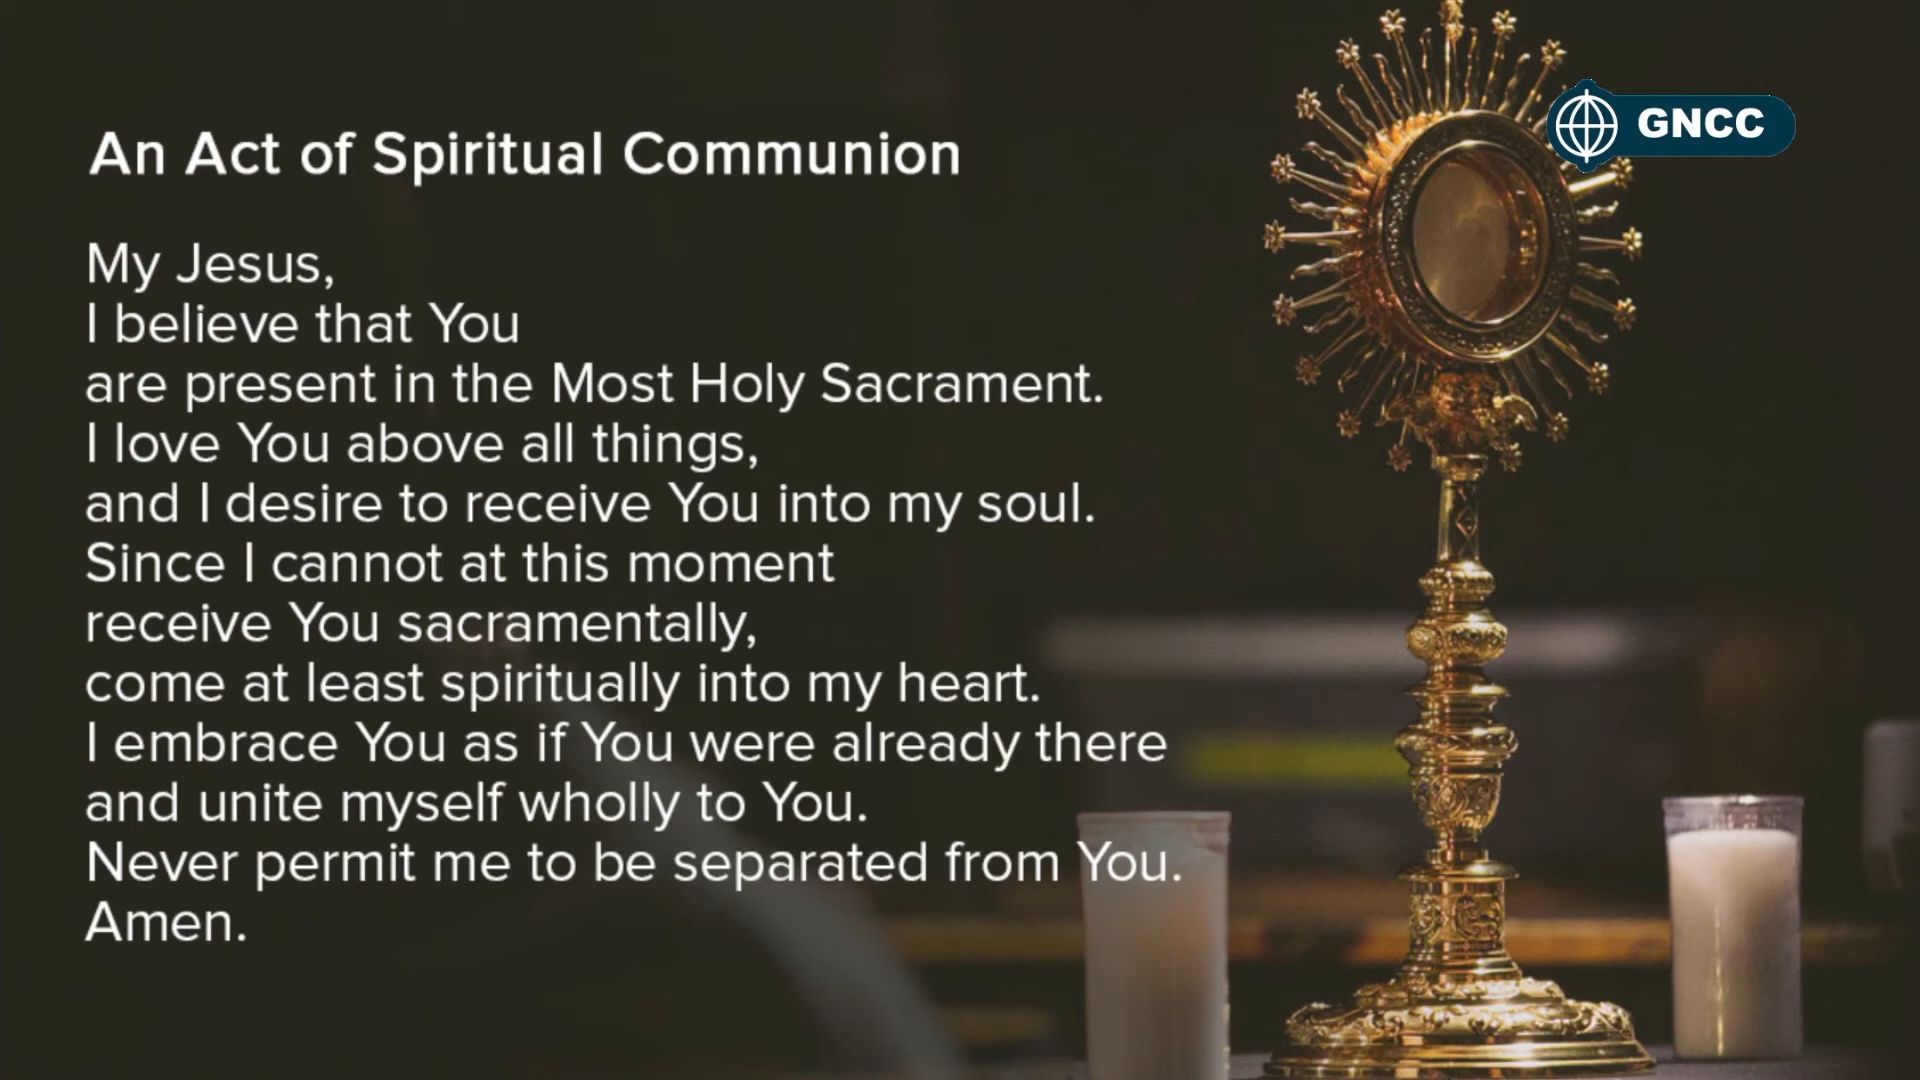 GNCC
An Act of Spiritual Communion
My Jesus,
I believe that You
are present in the Most Holy Sacrament.
I love You above all things,
and I desire to receive You into my soul.
Since I cannot at this moment
receive You sacramentally,
come at least spiritually into my heart.
I embrace You as if You were already there
and unite myself wholly to You.
Never permit me to be separated from You.
Amen.